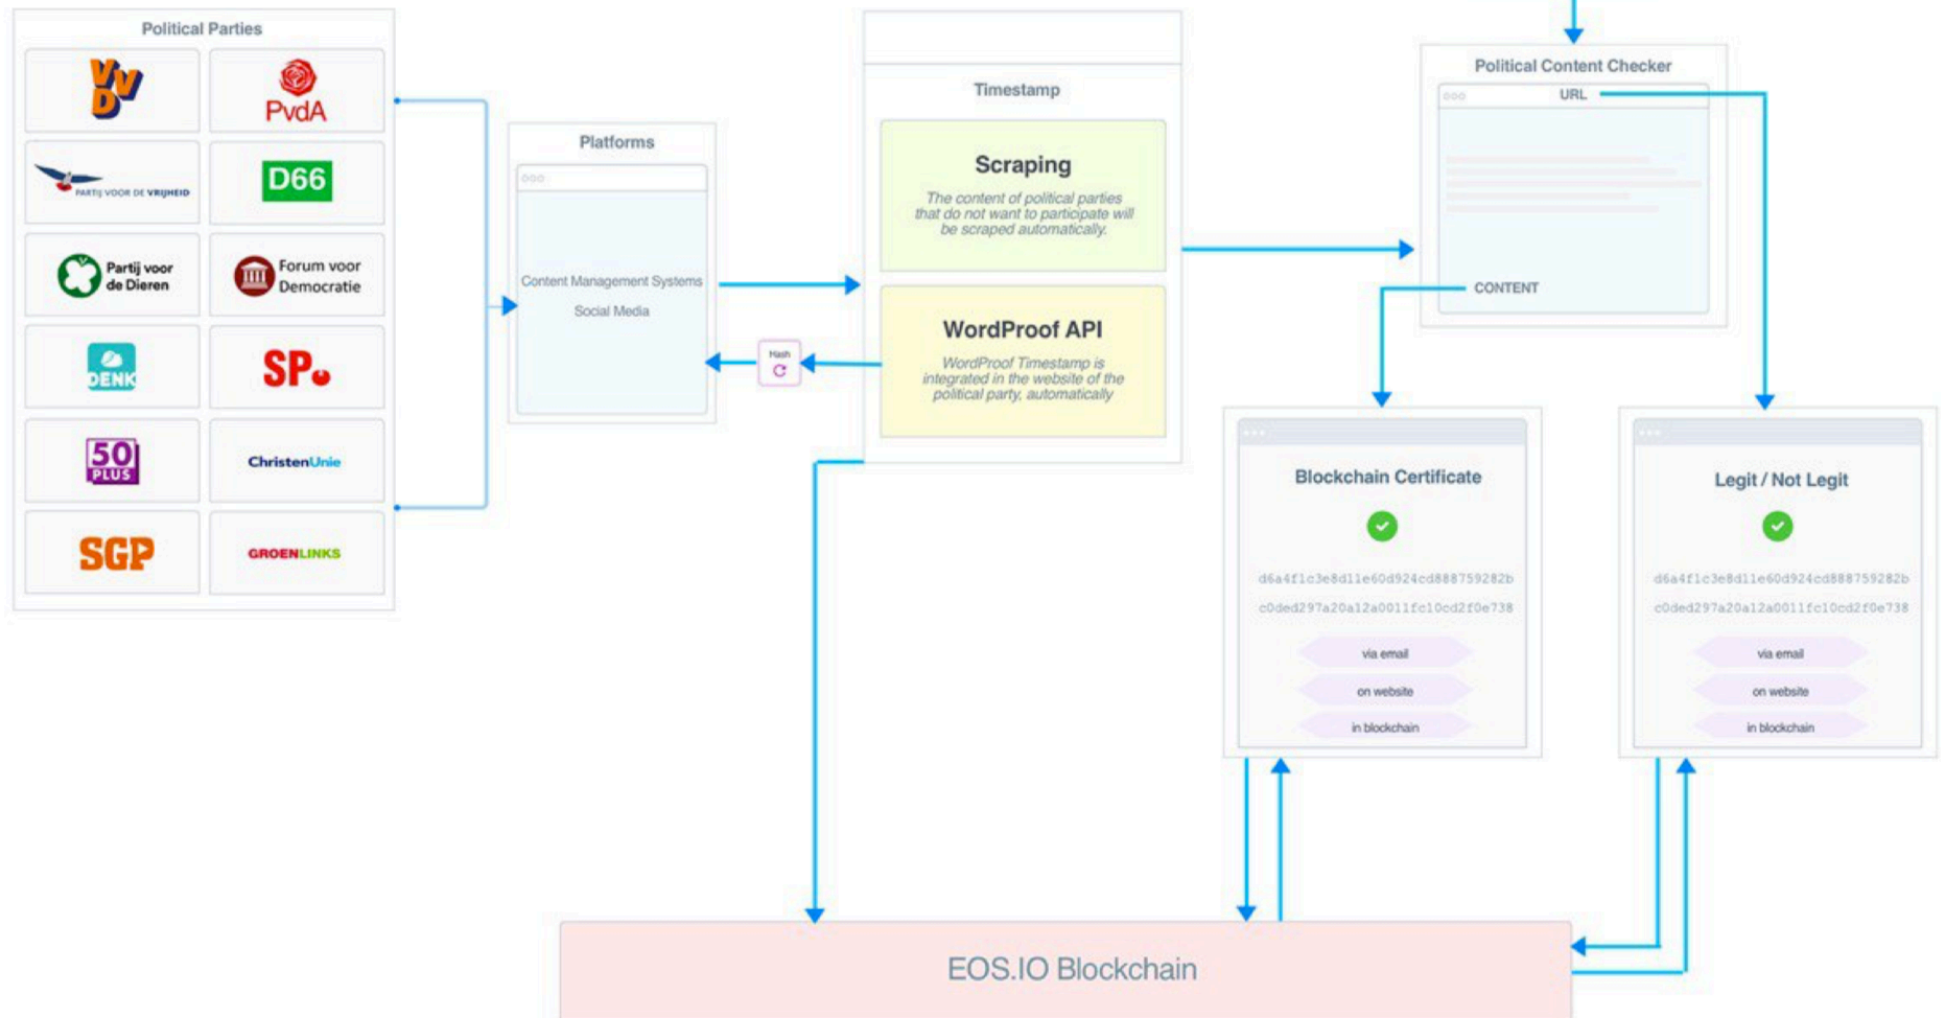 Political Parties
VVD
PvdA
PARTIJ VOOR DE VRIJHEID
D66
Partij voor
de Dieren
Forum voor
Democratie
DENK
SP.
50
PLUS
ChristenUnie
SGP
GROENLINKS
Platforms
Content Management Systems
Social Media
Timestamp
Scraping
The content of political parties
that do not want to participate will
be scraped automatically.
WordProof API
WordProof Timestamp is
integrated in the website of the
political party, automatically
Hash
Political Content Checker
URL
CONTENT
Blockchain Certificate
d6a4f1c3e8d11e60d924cd888759282b
c0ded297a20a12a0011fc10cd2f0e738
via email
on website
in blockchain
Legit / Not Legit
d6a4f1c3e8d11e60d924cd888759282b
c0ded297a20a12a0011fc10cd2f0e738
via email
on website
in blockchain
EOS.IO Blockchain